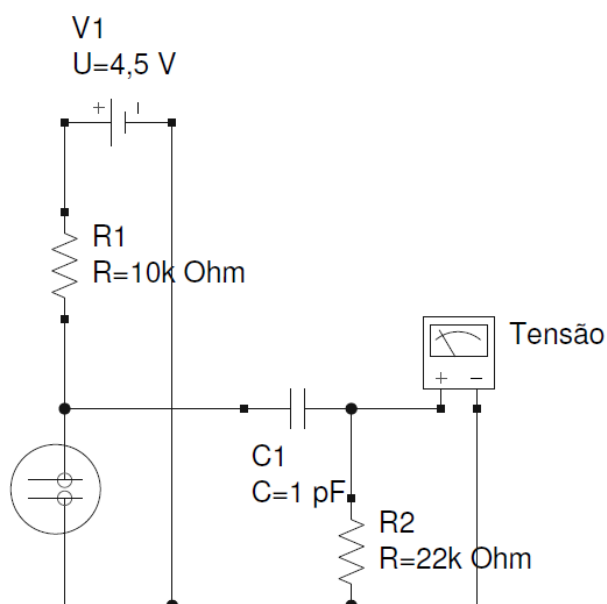 V1
U=4,5 V
+ I
R1
R=10k Ohm
Tensão
+ −
C1
C=1 pF
R2
R=22k Ohm